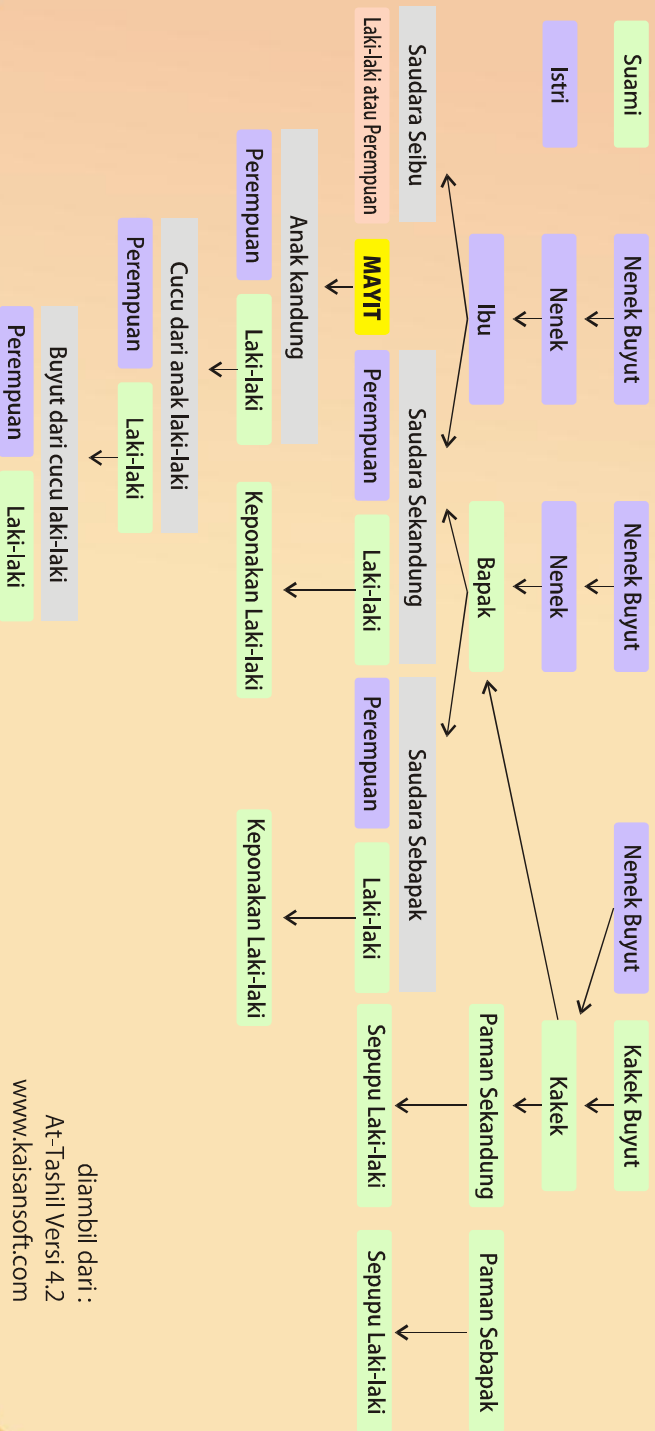 Suami
Nenek Buyut
Nenek Buyut
Nenek Buyut
Kakek Buyut
Istri
Nenek
Nenek
Kakek
Ibu
Bapak
Paman Sekandung
Paman Sebapak
Saudara Seibu
Saudara Sekandung
Saudara Sebapak
Laki-laki atau Perempuan
MAYIT
Perempuan
Laki-laki
Perempuan
Laki-laki
Sepupu Laki-laki
Sepupu Laki-laki
Anak kandung
Perempuan
Laki-laki
Keponakan Laki-laki
Keponakan Laki-laki
Cucu dari anak laki-laki
Perempuan
Laki-laki
Buyut dari cucu laki-laki
Perempuan
Laki-laki
diambil dari :
At-Tashil Versi 4.2
www.kaisansoft.com